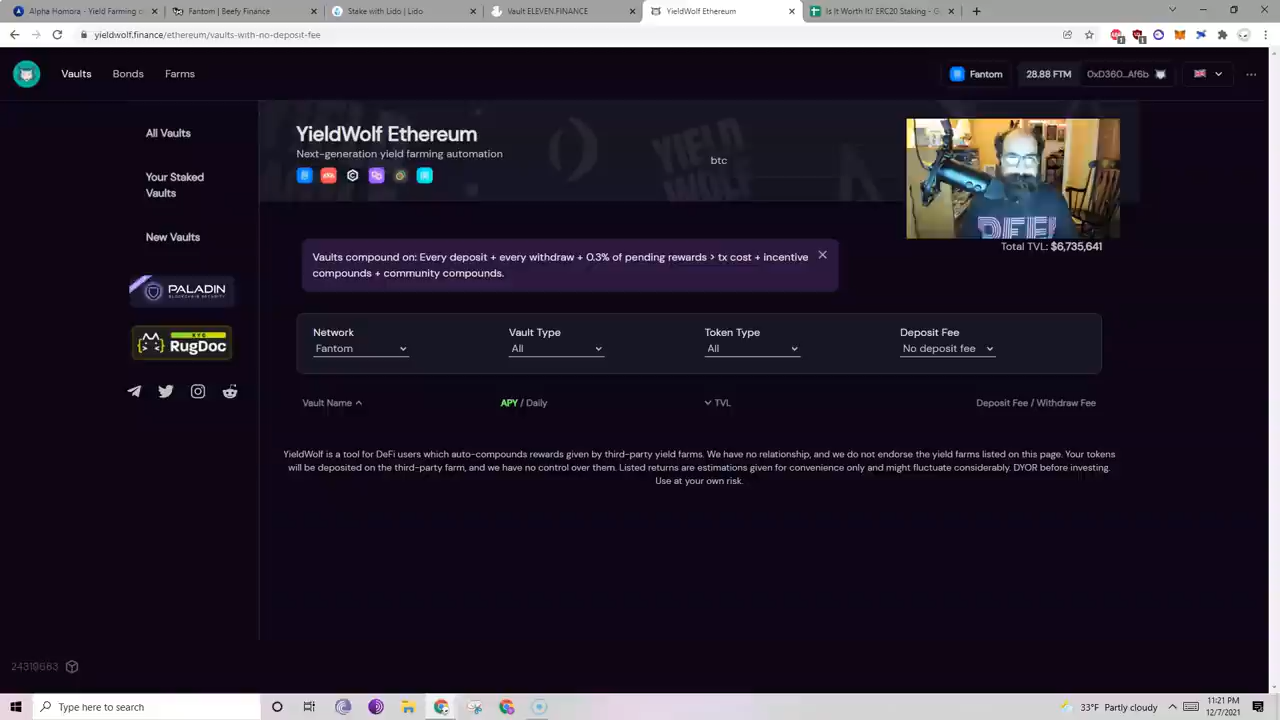 Alpha Homora - Yield Farming c
Fantom | Beefy Finance
Stake with Lido | Lido
Vault ELEVEN.FINANCE
YieldWolf Ethereum
Is It Worth It? ERC20 Staking - G
yieldwolf.finance/ethereum/vaults-with-no-deposit-fee
Vaults
Bonds
Farms
Fantom
28.88 FTM
0xD360...Af6b
All Vaults
Your Staked
Vaults
New Vaults
PALADIN
BLOCKCHAIN SECURITY
KYC
RugDoc
YieldWolf Ethereum
Next-generation yield farming automation
YIELD
WOLF
btc
DEFI
Total TVL: $6,735,641
Vaults compound on: Every deposit + every withdraw + 0.3% of pending rewards > tx cost + incentive
compounds + community compounds.
Network
Vault Type
Token Type
Deposit Fee
Fantom
All
All
No deposit fee
Vault Name
APY / Daily
TVL
Deposit Fee / Withdraw Fee
YieldWolf is a tool for DeFi users which auto-compounds rewards given by third-party yield farms. We have no relationship, and we do not endorse the yield farms listed on this page. Your tokens
will be deposited on the third-party farm, and we have no control over them. Listed returns are estimations given for convenience only and might fluctuate considerably. DYOR before investing.
Use at your own risk.
24319683
Type here to search
33°F Partly cloudy
11:21 PM
12/7/2021